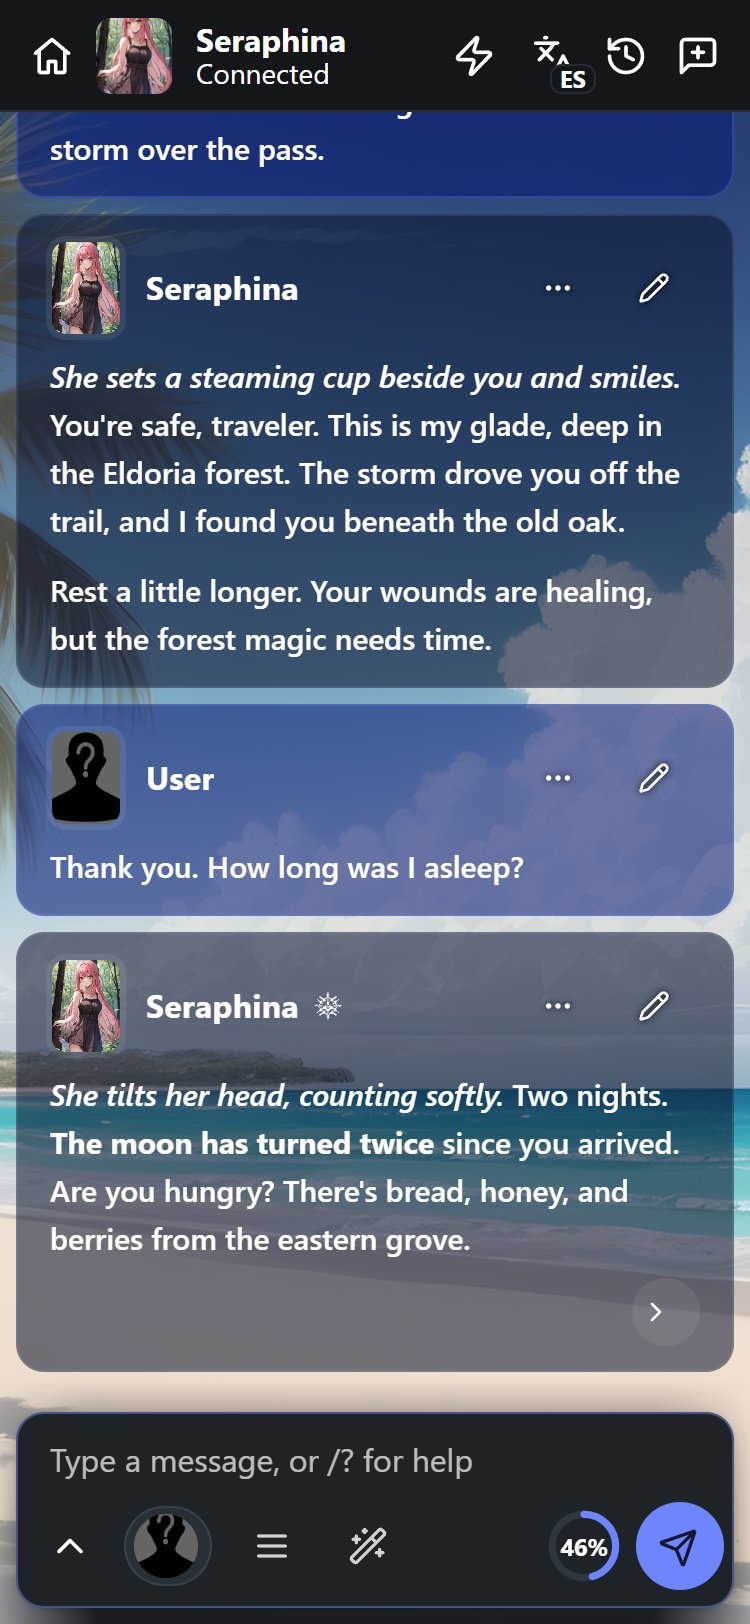 Seraphina
Connected
ES
storm over the pass.
Seraphina
She sets a steaming cup beside you and smiles.
You're safe, traveler. This is my glade, deep in
the Eldoria forest. The storm drove you off the
trail, and I found you beneath the old oak.
Rest a little longer. Your wounds are healing,
but the forest magic needs time.
User
Thank you. How long was I asleep?
Seraphina
She tilts her head, counting softly. Two nights.
The moon has turned twice since you arrived.
Are you hungry? There's bread, honey, and
berries from the eastern grove.
Type a message, or /? for help
46%